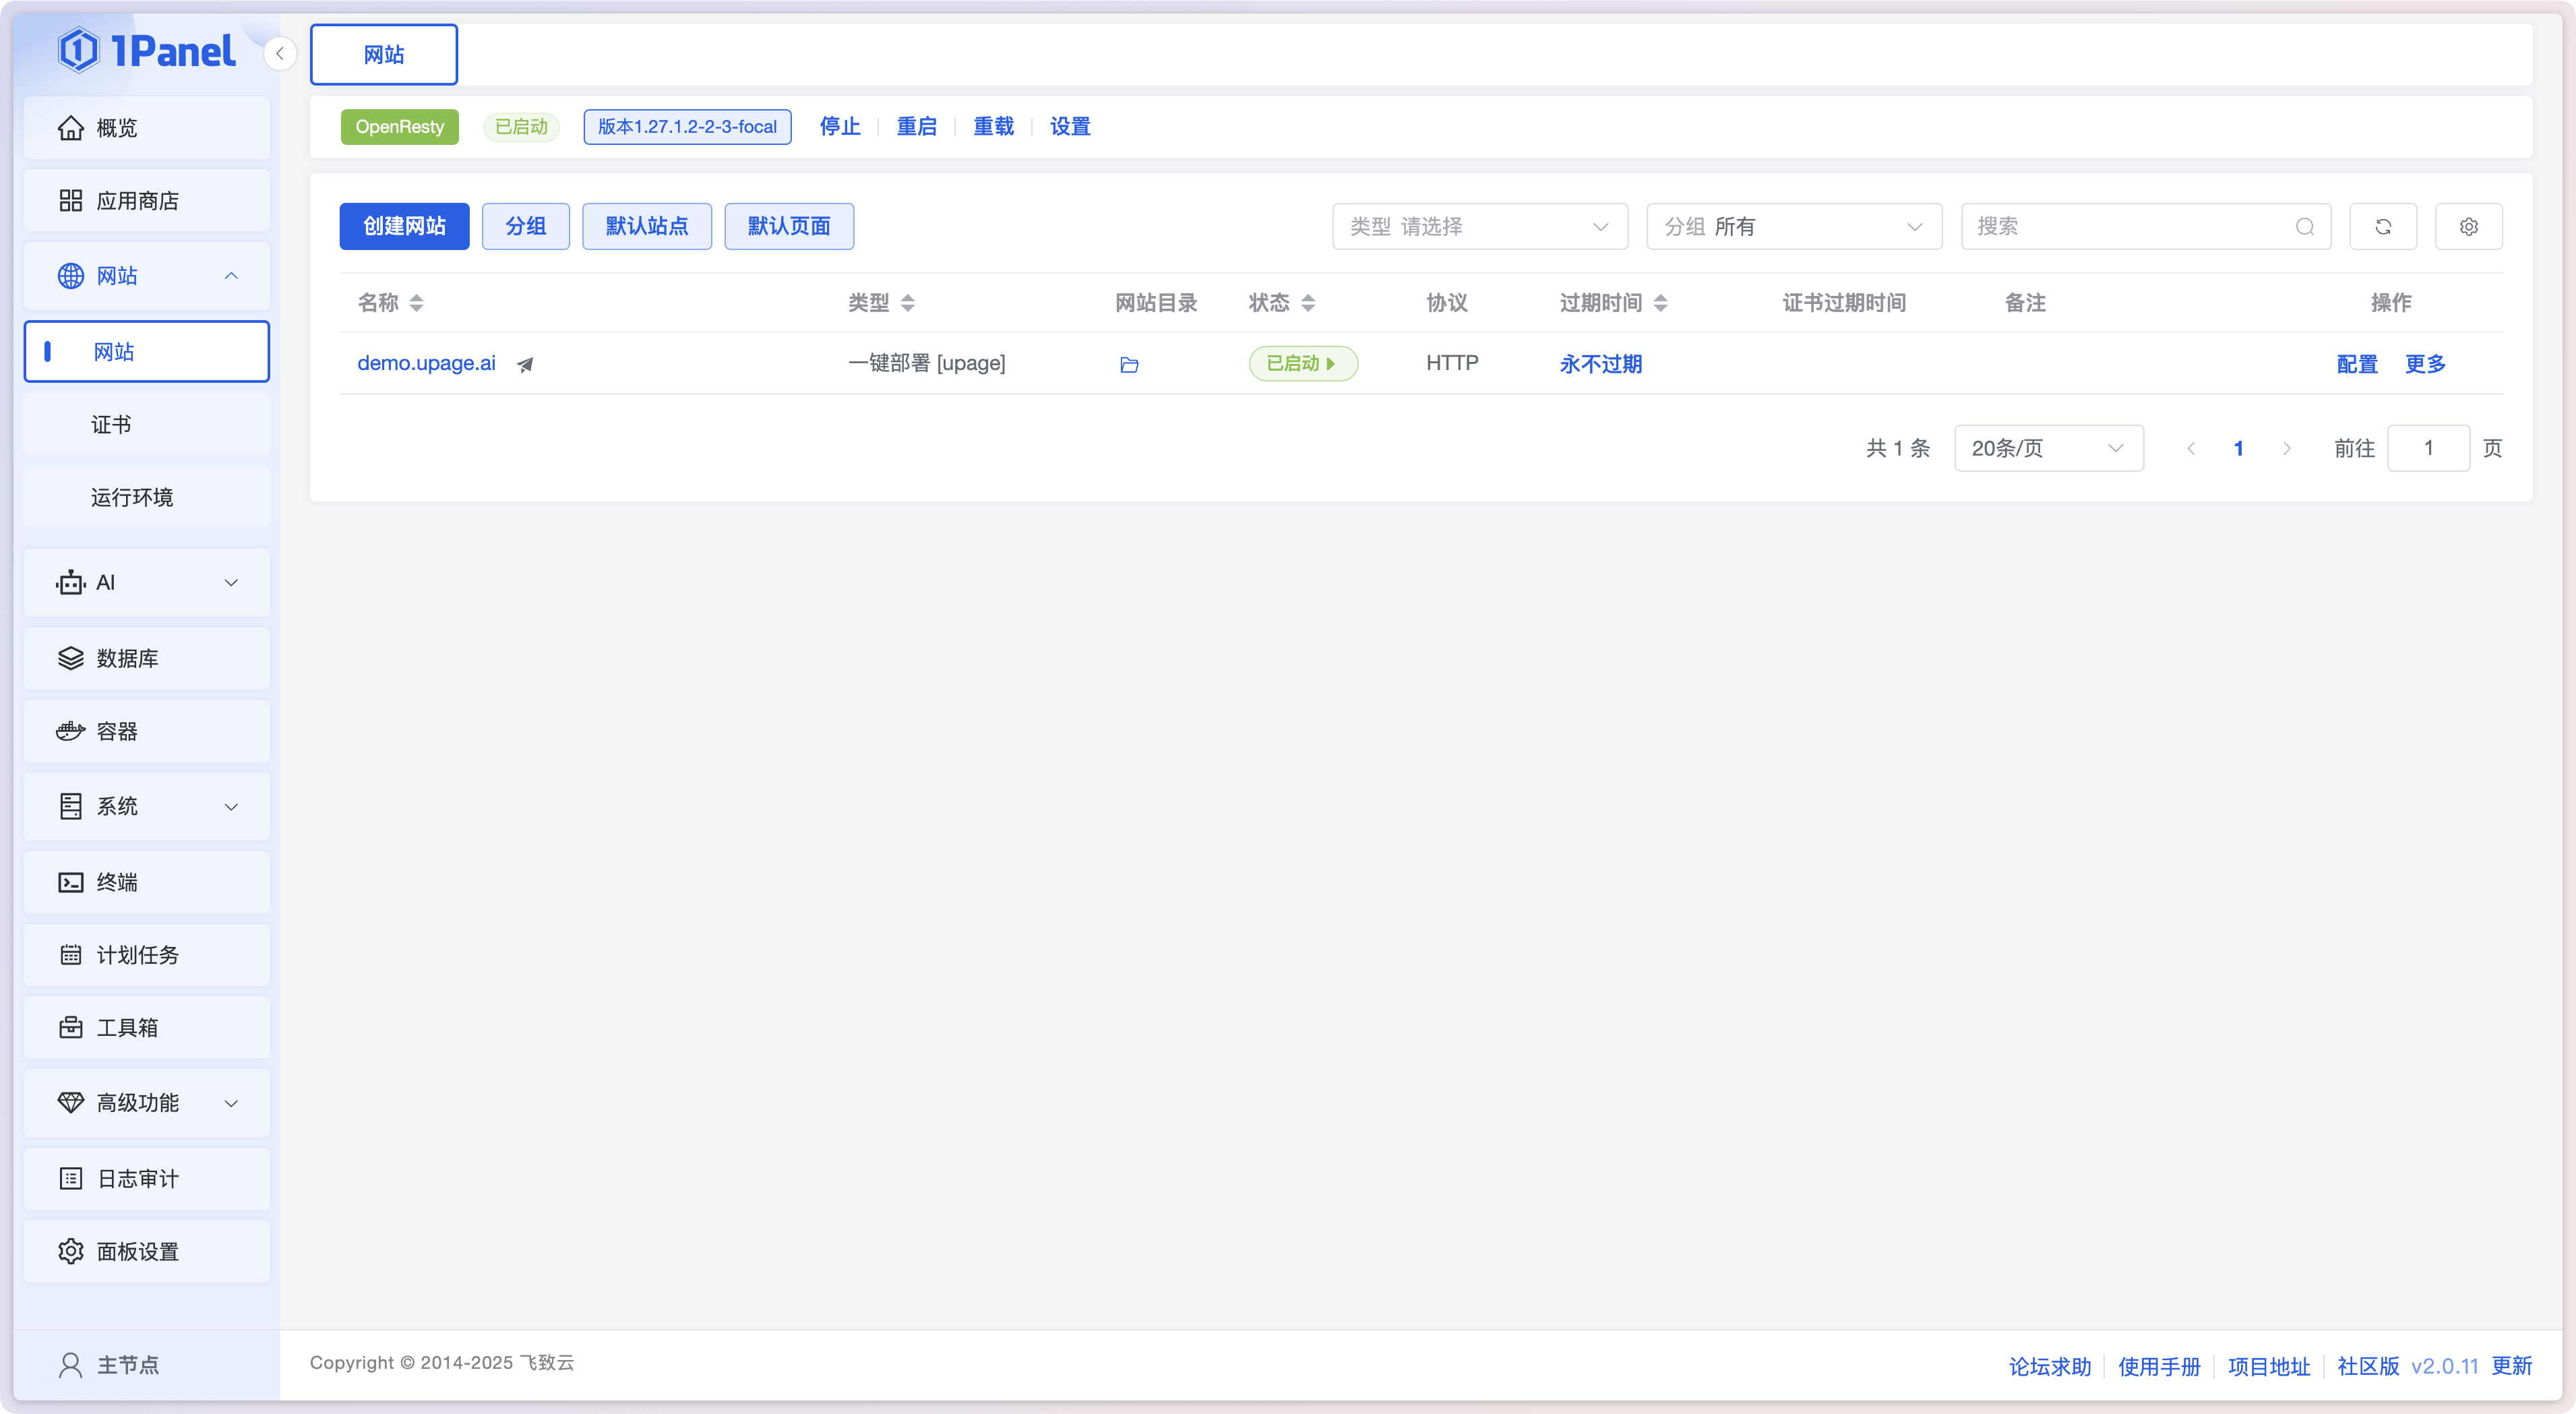 1Panel
概览
应用商店
网站
网站
证书
运行环境
AI
数据库
容器
系统
终端
计划任务
工具箱
高级功能
日志审计
面板设置
主节点
网站
OpenResty 已启动 版本1.27.1.2-2-3-focal 停止 重启 重载 设置
创建网站 分组 默认站点 默认页面 类型 请选择 分组 所有 搜索
名称 类型 网站目录 状态 协议 过期时间 证书过期时间 备注 操作
demo.upage.ai 一键部署 [upage] 已启动 HTTP 永不过期 配置 更多
共 1 条 20条/页 1 前往 1 页
Copyright © 2014-2025 飞致云
论坛求助 使用手册 项目地址 社区版 v2.0.11 更新